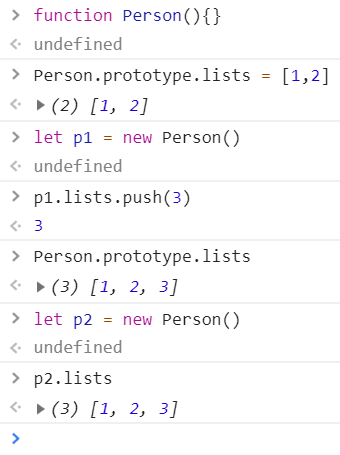 > function Person(){}
<· undefined
> Person.prototype.lists = [1,2]
<· ▶(2) [1, 2]
> let p1 = new Person()
<· undefined
> p1.lists.push(3)
<· 3
> Person.prototype.lists
<· ▶(3) [1, 2, 3]
> let p2 = new Person()
<· undefined
> p2.lists
<· ▶(3) [1, 2, 3]
>